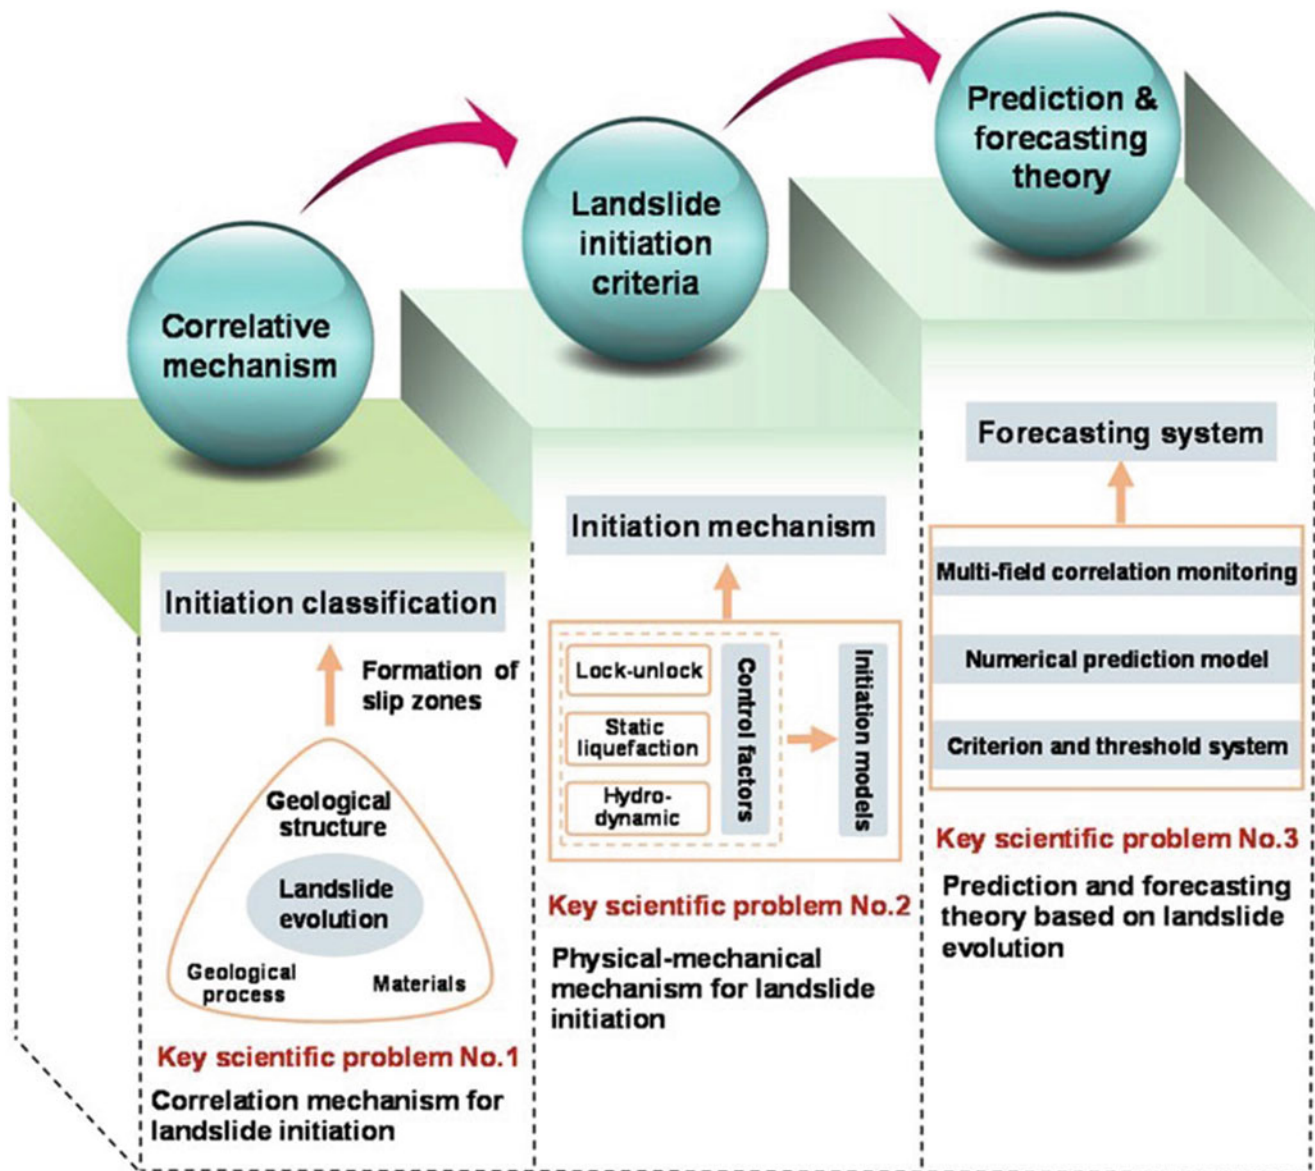 Correlative
mechanism
Landslide
initiation
criteria
Prediction &
forecasting
theory
Initiation classification
Formation of
slip zones
Geological
structure
Landslide
evolution
Geological
process
Materials
Key scientific problem No.1
Correlation mechanism for
landslide initiation
Initiation mechanism
Lock-unlock
Static
liquefaction
Hydro-
dynamic
Control factors
Initiation models
Key scientific problem No.2
Physical-mechanical
mechanism for landslide
initiation
Forecasting system
Multi-field correlation monitoring
Numerical prediction model
Criterion and threshold system
Key scientific problem No.3
Prediction and forecasting
theory based on landslide
evolution